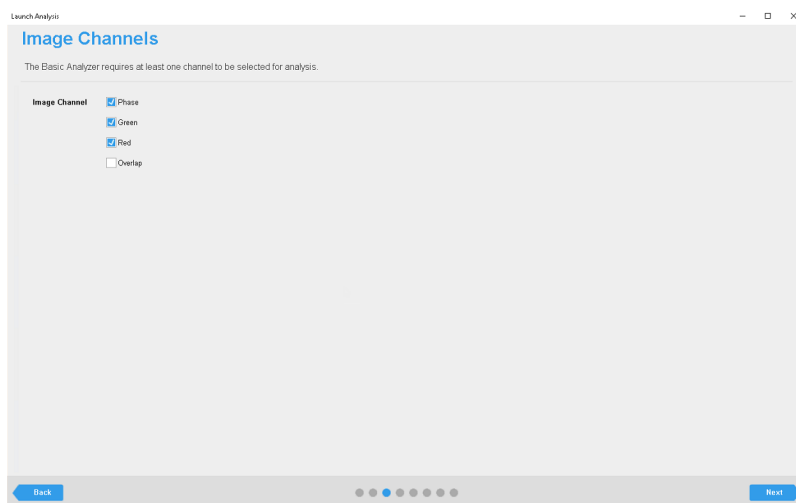 Launch Analysis
Image Channels
The Basic Analyzer requires at least one channel to be selected for analysis.
Image Channel
Phase
Green
Red
Overlap
Back
Next